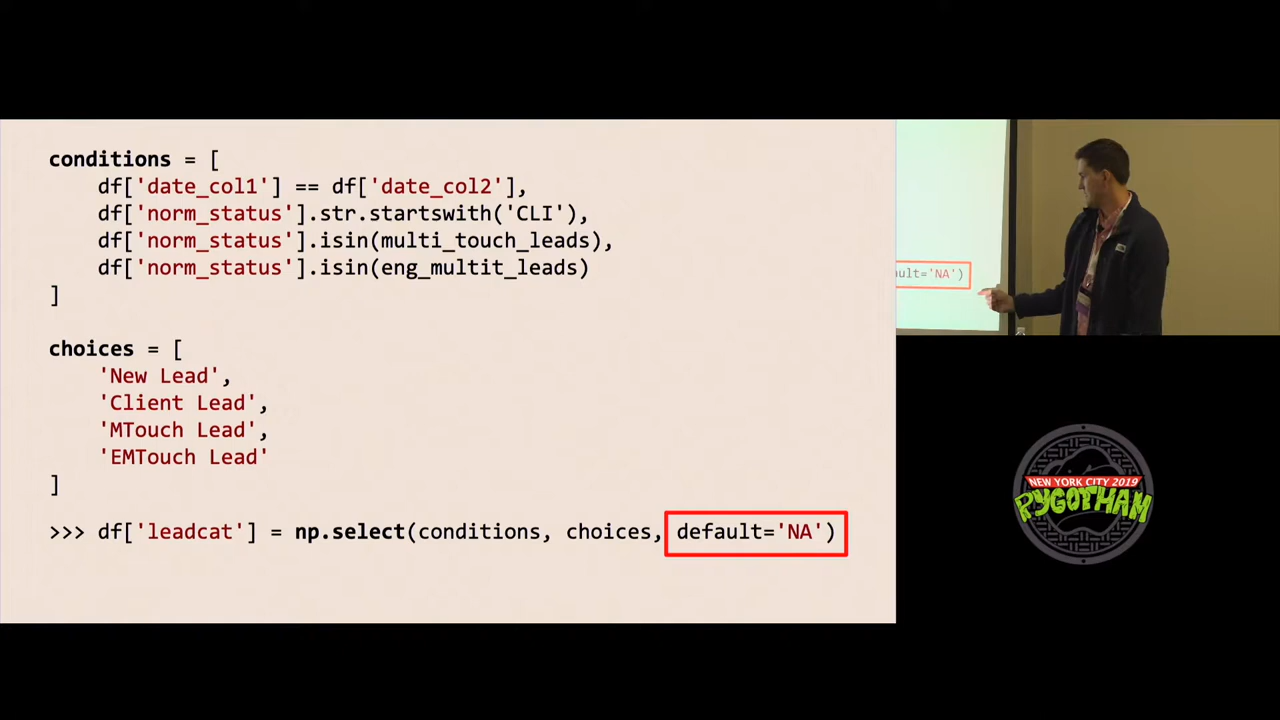 conditions = [
df['date_col1'] == df['date_col2'],
df['norm_status'].str.startswith('CLI'),
df['norm_status'].isin(multi_touch_leads),
df['norm_status'].isin(eng_multit_leads)
]
choices = [
'New Lead',
'Client Lead',
'MTouch Lead',
'EMTouch Lead'
]
>>> df['leadcat'] = np.select(conditions, choices, default='NA')
ault='NA')
NEW YORK CITY 2019
PYGOTHAM